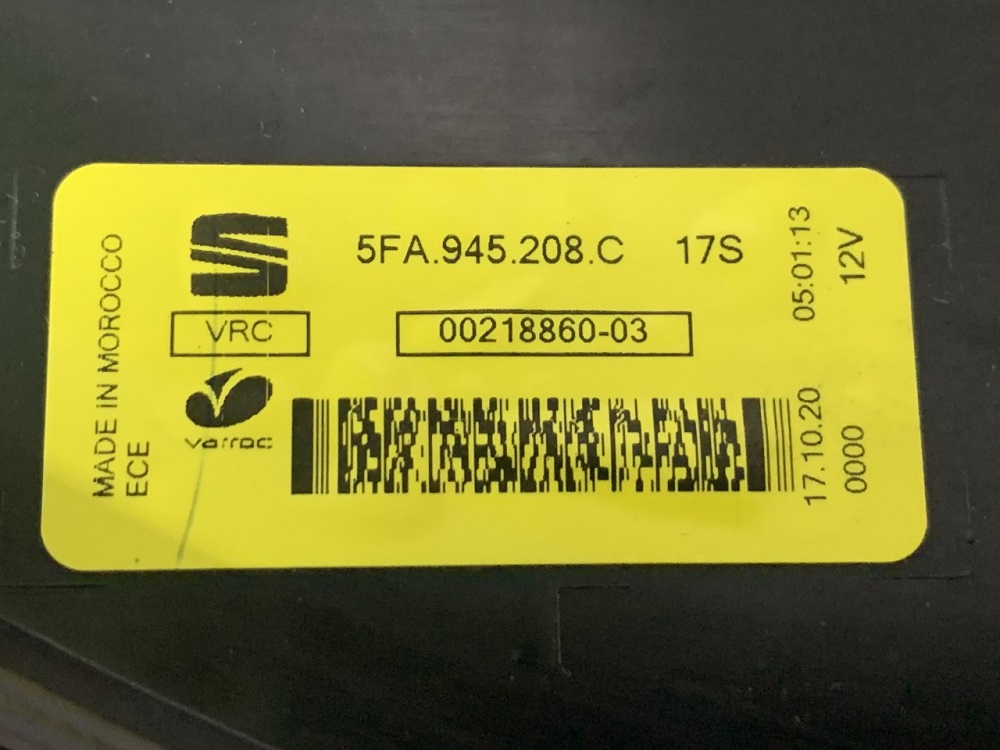 MADE IN MOROCCO
ECE
5FA.945.208.C 17S
VRC
00218860-03
Varroc
05:01:13
17.10.20
12V
0000